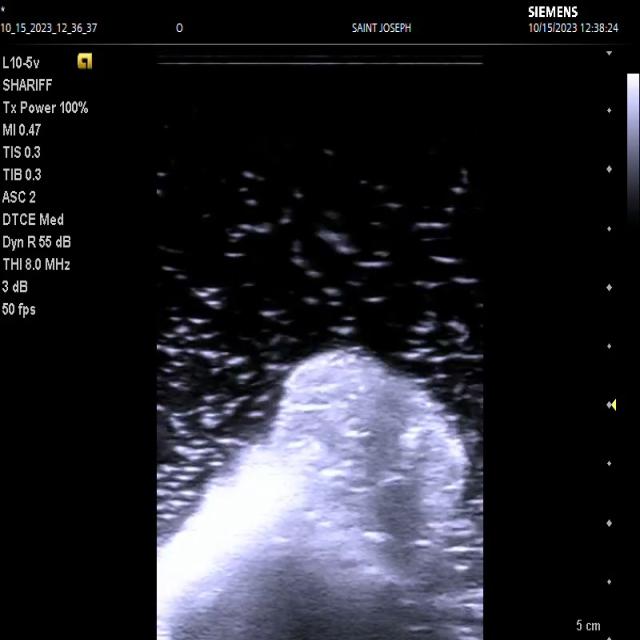 SIEMENS
10_15_2023_12_36_37 O SAINT JOSEPH 10/15/2023 12:38:24
L10-5v
SHARIFF
Tx Power 100%
MI 0.47
TIS 0.3
TIB 0.3
ASC 2
DTCE Med
Dyn R 55 dB
THI 8.0 MHz
3 dB
50 fps
5 cm